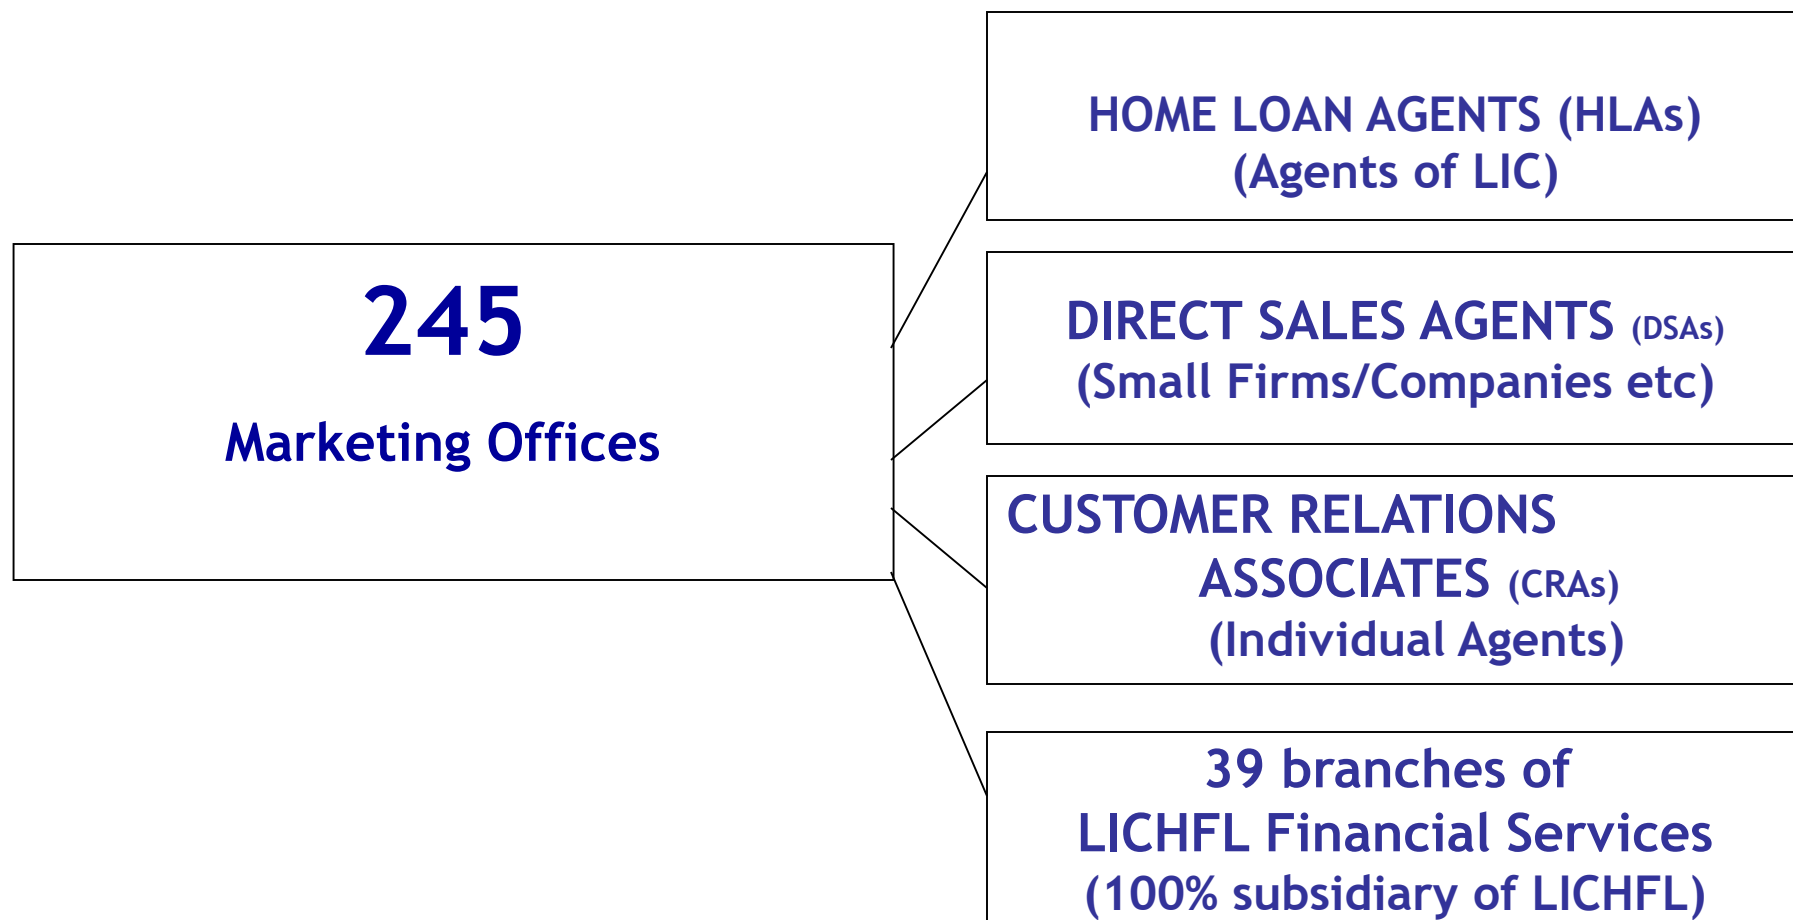 245
Marketing Offices
HOME LOAN AGENTS (HLAs)
(Agents of LIC)
DIRECT SALES AGENTS (DSAs)
(Small Firms/Companies etc)
CUSTOMER RELATIONS
ASSOCIATES (CRAs)
(Individual Agents)
39 branches of
LICHFL Financial Services
(100% subsidiary of LICHFL)